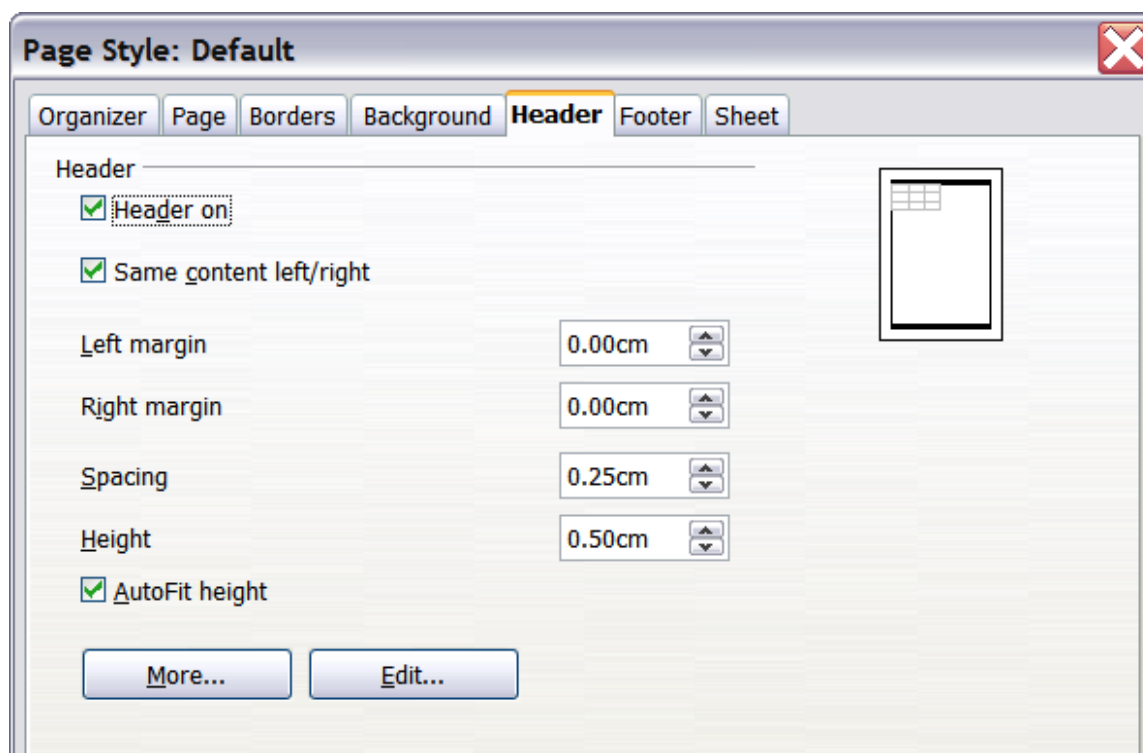 Page Style: Default
Organizer Page Borders Background Header Footer Sheet
Header
Header on
Same content left/right
Left margin 0.00cm
Right margin 0.00cm
Spacing 0.25cm
Height 0.50cm
AutoFit height
More... Edit...